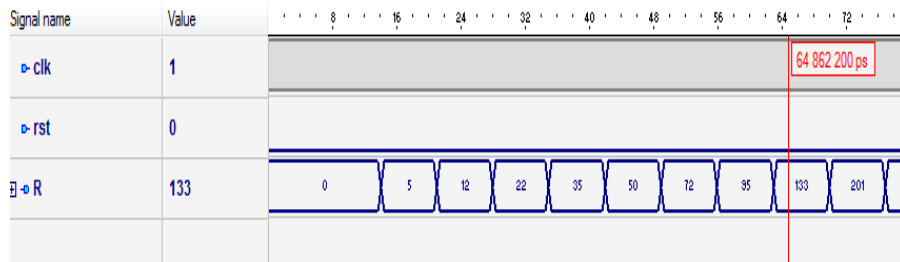 Signal name Value 8 16 24 32 40 48 56 64 72
64 862 200 ps
clk 1
rst 0
R 133 0 5 12 22 35 50 72 95 133 201